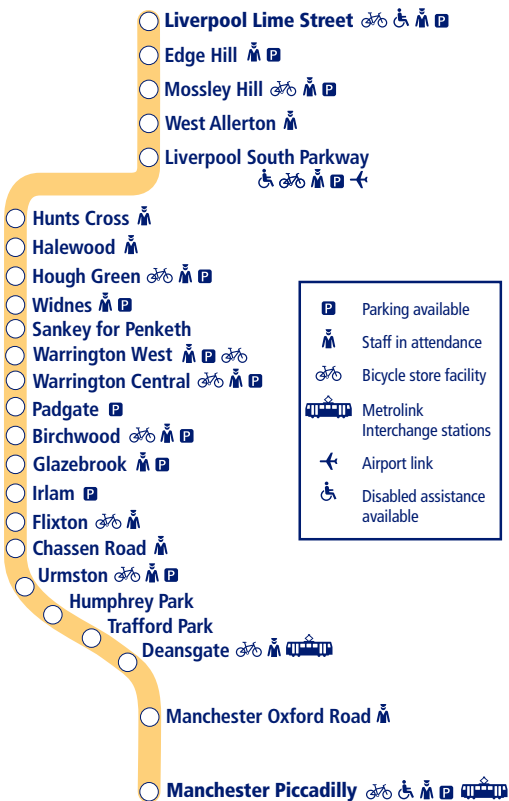 Liverpool Lime Street P
Edge Hill P
Mossley Hill P
West Allerton
Liverpool South Parkway
P
Hunts Cross
Halewood
Hough Green P
Widnes P
Sankey for Penketh
Warrington West P
Warrington Central P
Padgate P
Birchwood P
Glazebrook P
Irlam P
Flixton
Chassen Road
Urmston P
Humphrey Park
Trafford Park
Deansgate
Manchester Oxford Road
Manchester Piccadilly P
P Parking available
Staff in attendance
Bicycle store facility
Metrolink
Interchange stations
Airport link
Disabled assistance
available